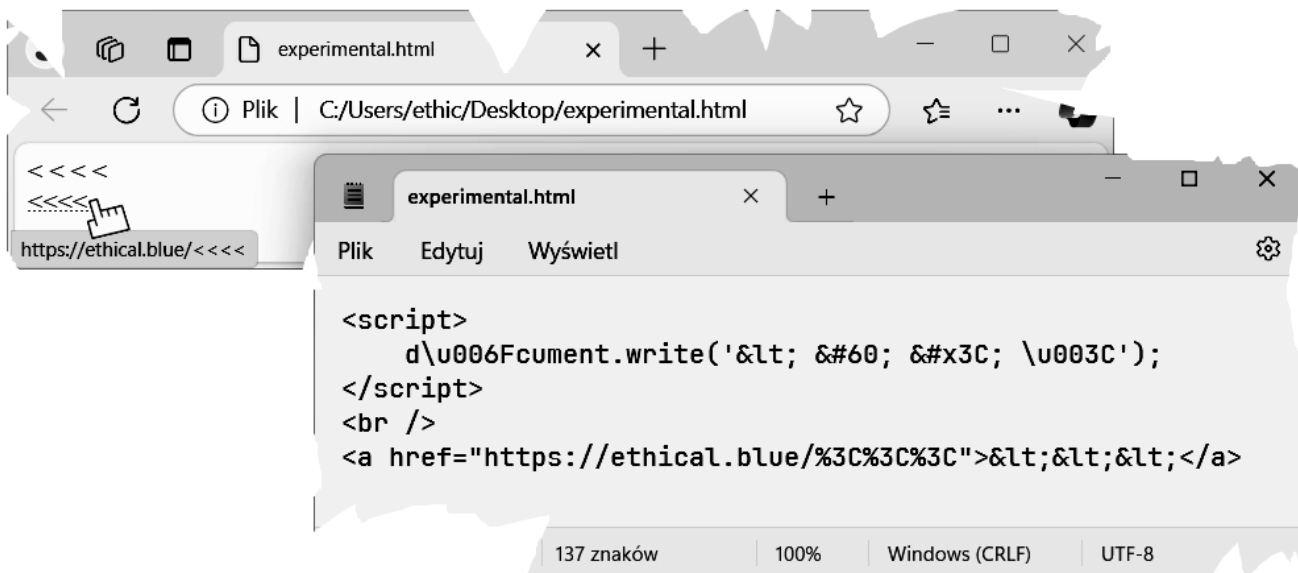 experimental.html
Plik | C:/Users/ethic/Desktop/experimental.html
< < < <
<<<<
https://ethical.blue/<<<<
experimental.html
Plik Edytuj Wyświetl
<script>
d\u006Fcument.write('&lt; &#60; &#x3C; \u003C');
</script>
<br />
<a href="https://ethical.blue/%3C%3C%3C">&lt;&lt;&lt;</a>
137 znaków 100% Windows (CRLF) UTF-8